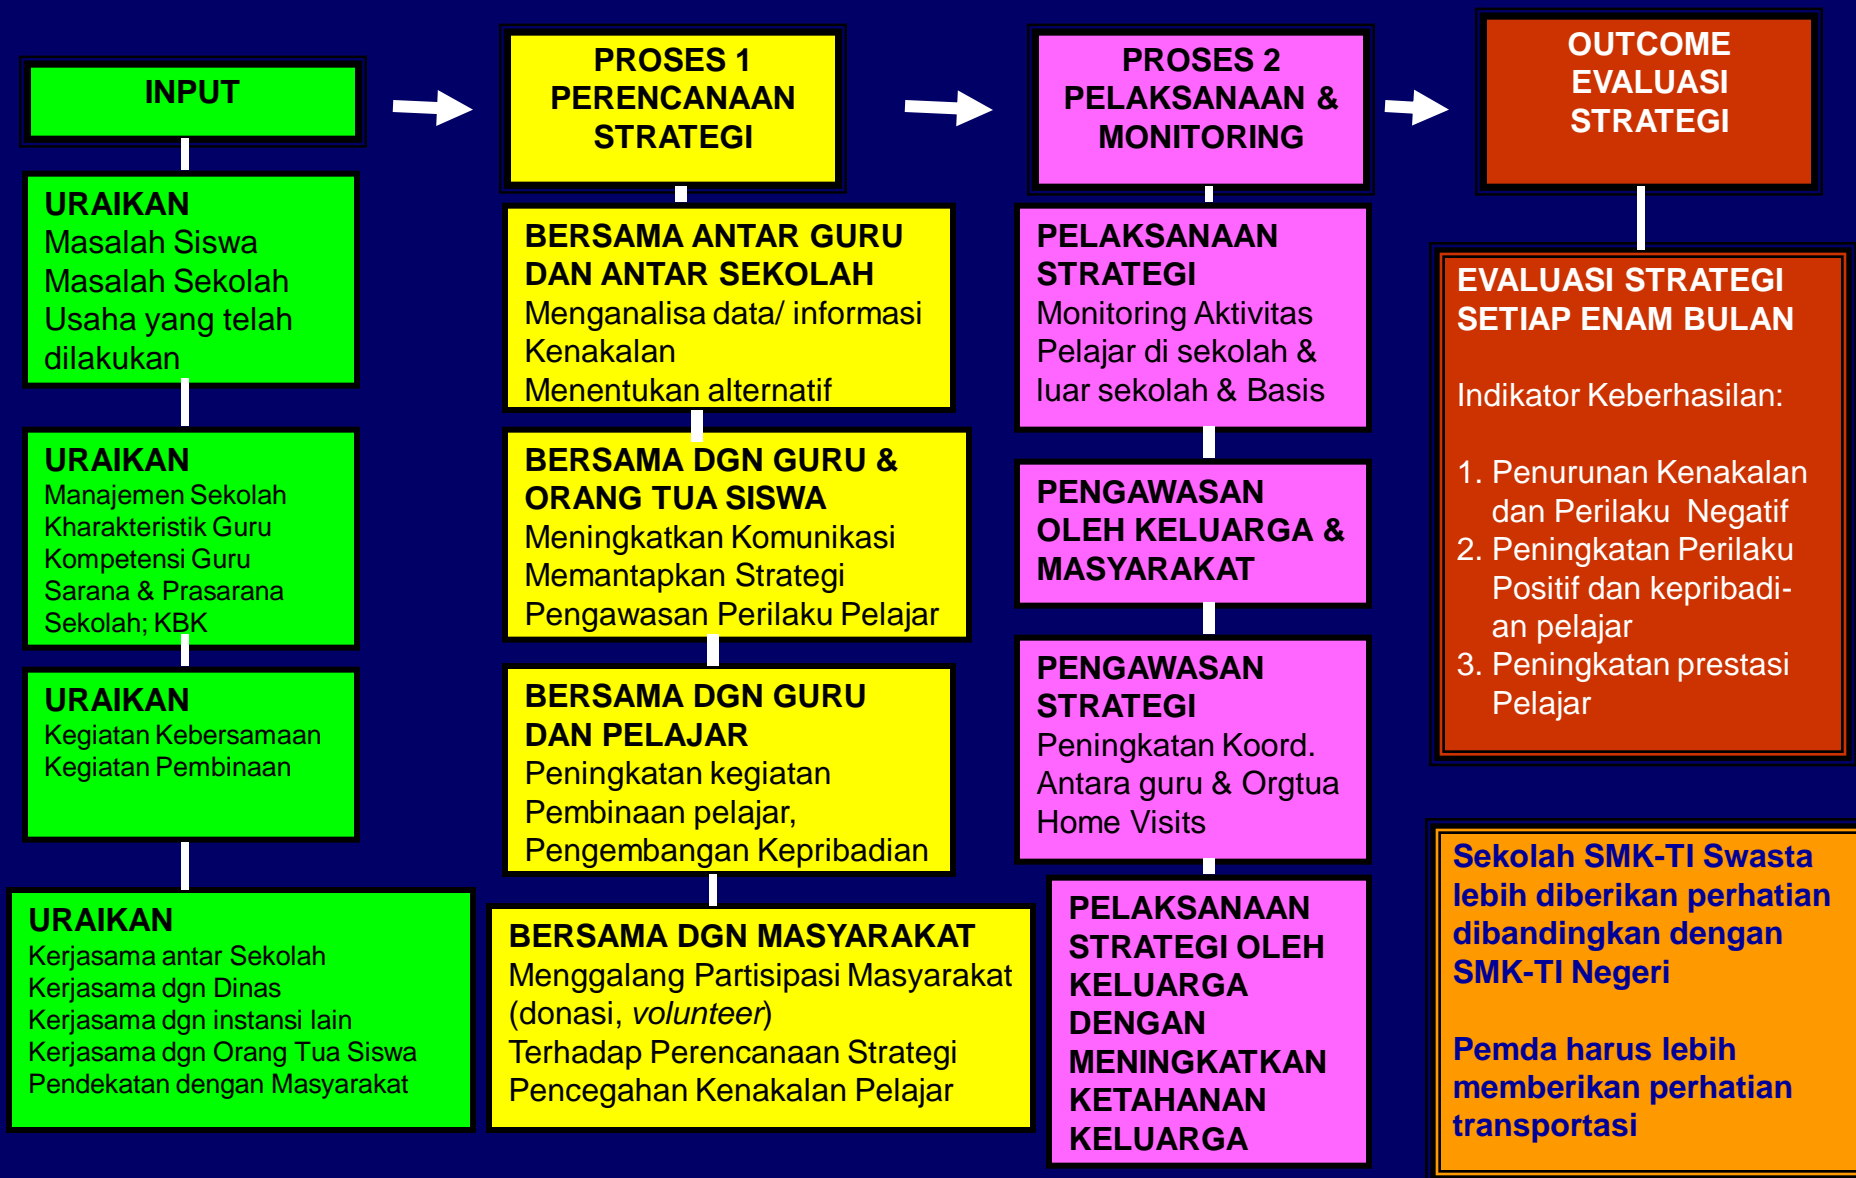 INPUT
URAIKAN
Masalah Siswa
Masalah Sekolah
Usaha yang telah
dilakukan
URAIKAN
Manajemen Sekolah
Kharakteristik Guru
Kompetensi Guru
Sarana & Prasarana
Sekolah; KBK
URAIKAN
Kegiatan Kebersamaan
Kegiatan Pembinaan
URAIKAN
Kerjasama antar Sekolah
Kerjasama dgn Dinas
Kerjasama dgn instansi lain
Kerjasama dgn Orang Tua Siswa
Pendekatan dengan Masyarakat
PROSES 1
PERENCANAAN
STRATEGI
BERSAMA ANTAR GURU
DAN ANTAR SEKOLAH
Menganalisa data/ informasi
Kenakalan
Menentukan alternatif
BERSAMA DGN GURU &
ORANG TUA SISWA
Meningkatkan Komunikasi
Memantapkan Strategi
Pengawasan Perilaku Pelajar
BERSAMA DGN GURU
DAN PELAJAR
Peningkatan kegiatan
Pembinaan pelajar,
Pengembangan Kepribadian
BERSAMA DGN MASYARAKAT
Menggalang Partisipasi Masyarakat
(donasi, volunteer)
Terhadap Perencanaan Strategi
Pencegahan Kenakalan Pelajar
PROSES 2
PELAKSANAAN &
MONITORING
PELAKSANAAN
STRATEGI
Monitoring Aktivitas
Pelajar di sekolah &
luar sekolah & Basis
PENGAWASAN
OLEH KELUARGA &
MASYARAKAT
PENGAWASAN
STRATEGI
Peningkatan Koord.
Antara guru & Orgtua
Home Visits
PELAKSANAAN
STRATEGI OLEH
KELUARGA
DENGAN
MENINGKATKAN
KETAHANAN
KELUARGA
OUTCOME
EVALUASI
STRATEGI
EVALUASI STRATEGI
SETIAP ENAM BULAN
Indikator Keberhasilan:
1. Penurunan Kenakalan
dan Perilaku Negatif
2. Peningkatan Perilaku
Positif dan kepribadi-
an pelajar
3. Peningkatan prestasi
Pelajar
Sekolah SMK-TI Swasta
lebih diberikan perhatian
dibandingkan dengan
SMK-TI Negeri
Pemda harus lebih
memberikan perhatian
transportasi